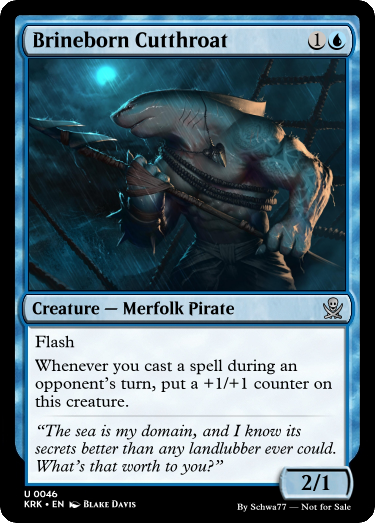 Brineborn Cutthroat 1
Creature — Merfolk Pirate
Flash
Whenever you cast a spell during an
opponent's turn, put a +1/+1 counter on
this creature.
"The sea is my domain, and I know its
secrets better than any landlubber ever could.
What's that worth to you?"
2/1
U 0046
KRK • EN Blake Davis
By Schwa77 — Not for Sale